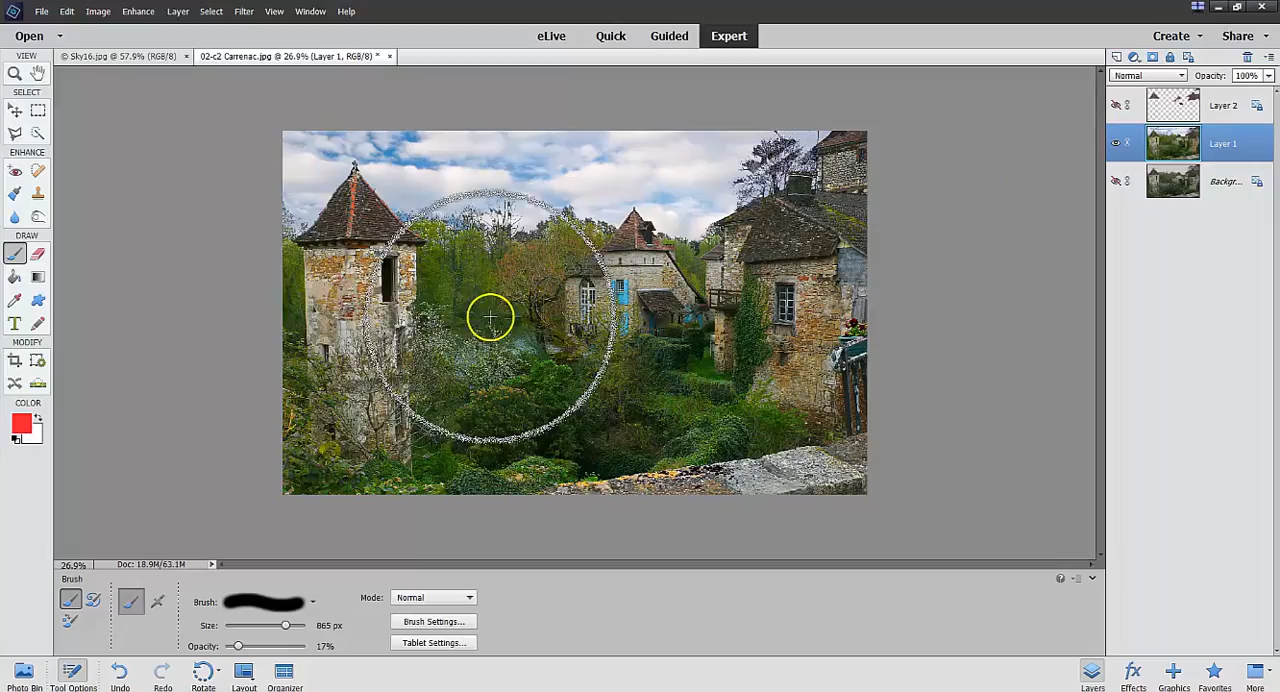 File Edit Image Enhance Layer Select Filter View Window Help
Open eLive Quick Guided Expert Create Share
VIEW
© Sky16.jpg @ 57.9% (RGB/8) × 02-c2 Carrenac.jpg @ 26.9% (Layer 1, RGB/8) * ×
Normal Opacity: 100%
SELECT
Layer 2
Layer 1
ENHANCE
Backgr...
DRAW
T
MODIFY
COLOR
26.9% Doc: 18.9M/63.1M
Brush
Brush: Mode: Normal
Size: 865 px Brush Settings...
Opacity: 17% Tablet Settings...
Photo Bin Tool Options Undo Redo Rotate Layout Organizer Layers Effects Graphics Favorites More